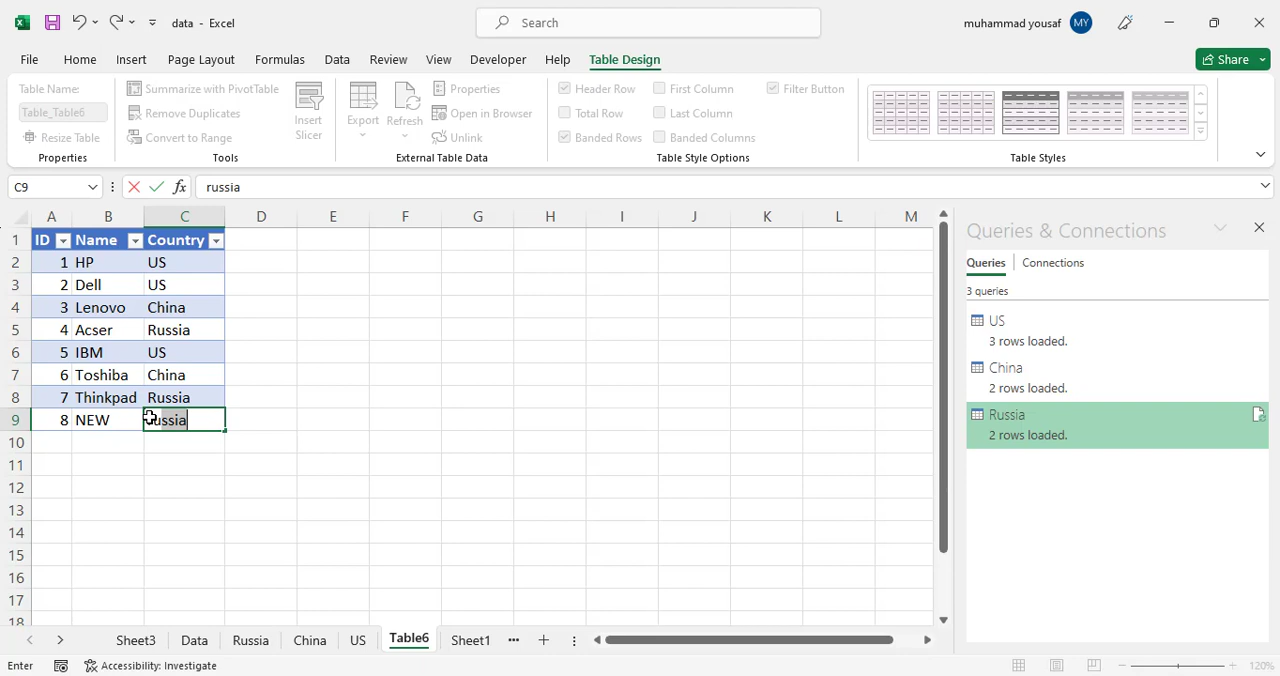 data - Excel
Search
muhammad yousaf
MY
File Home Insert Page Layout Formulas Data Review View Developer Help Table Design
Share
Table Name:
Table_Table6
Resize Table
Properties
Summarize with PivotTable
Remove Duplicates
Convert to Range
Tools
Insert Slicer
Export
Refresh
Properties
Open in Browser
Unlink
External Table Data
Header Row
Total Row
Banded Rows
First Column
Last Column
Banded Columns
Filter Button
Table Style Options
Table Styles
C9
fx
russia
A B C D E F G H I J K L M
1 ID Name Country
2 1 HP US
3 2 Dell US
4 3 Lenovo China
5 4 Acser Russia
6 5 IBM US
7 6 Toshiba China
8 7 Thinkpad Russia
9 8 NEW russia
10
11
12
13
14
15
16
17
18
Queries & Connections
Queries Connections
3 queries
US
3 rows loaded.
China
2 rows loaded.
Russia
2 rows loaded.
Sheet3 Data Russia China US Table6 Sheet1
Enter
Accessibility: Investigate
120%